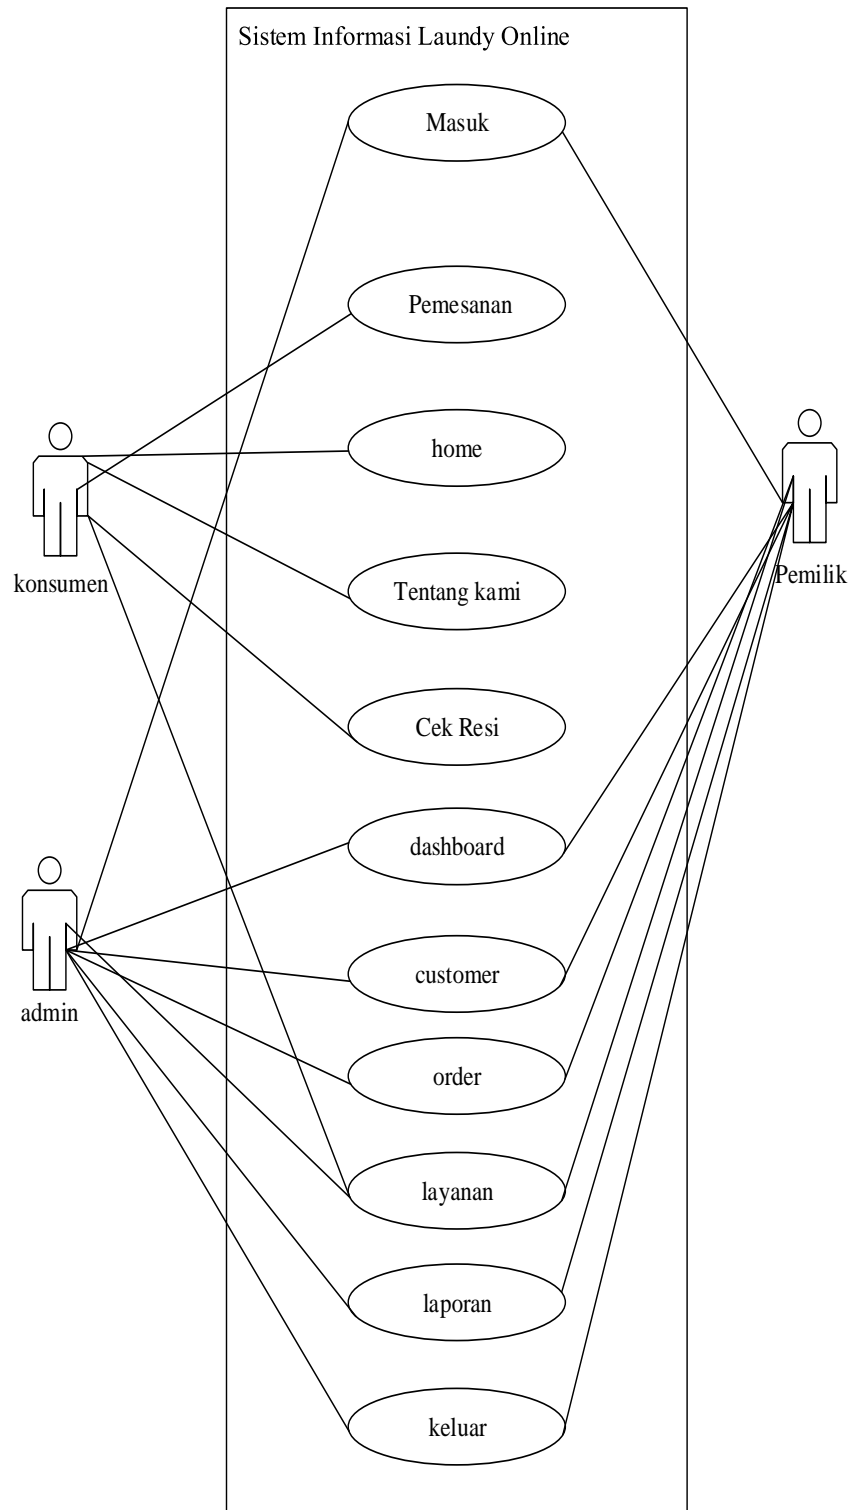 Sistem Informasi Laundy Online
Masuk
Pemesanan
home
konsumen
Tentang kami
Pemilik
Cek Resi
dashboard
customer
admin
order
layanan
laporan
keluar